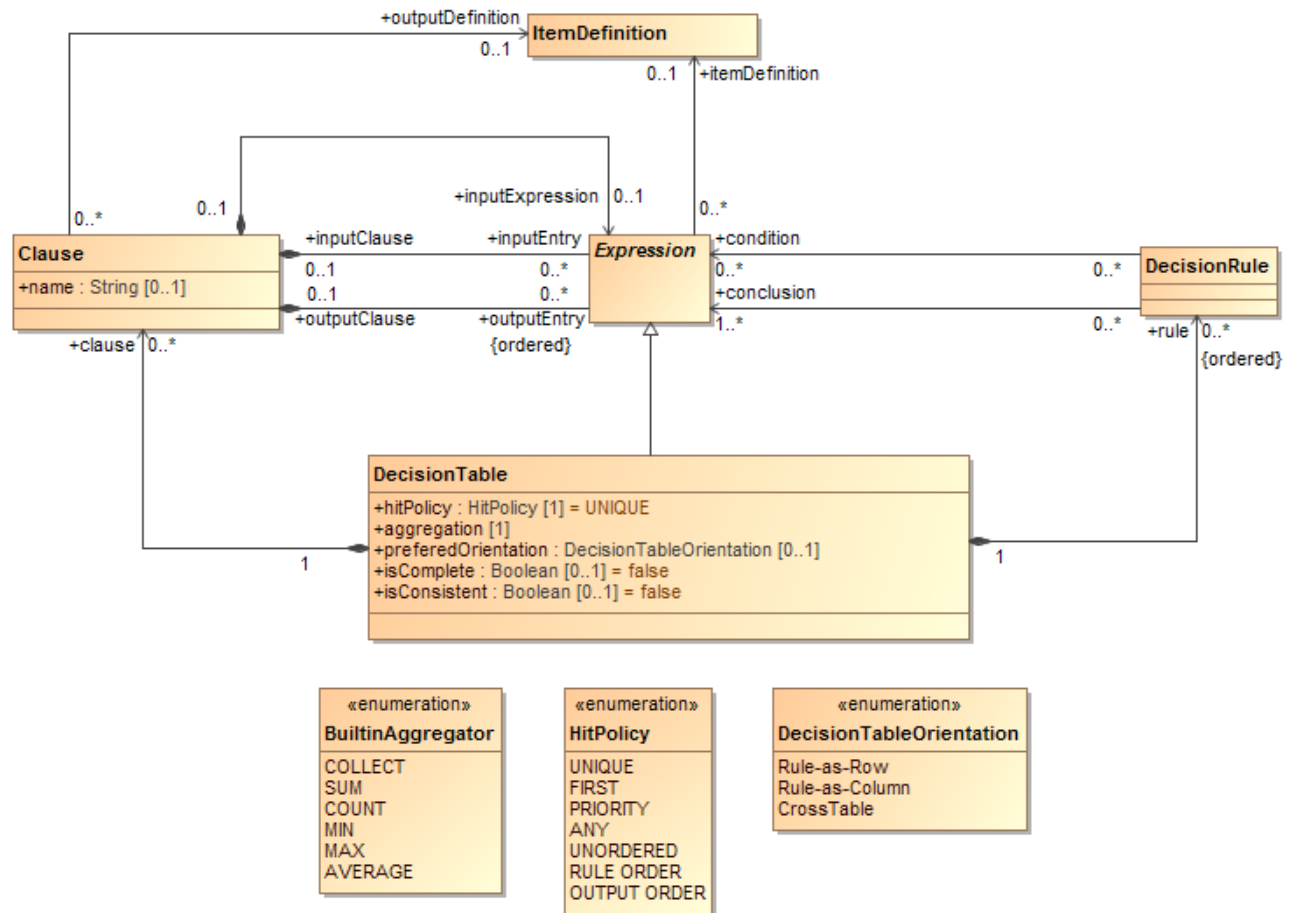 +outputDefinition
0..1
ItemDefinition
0..1
+itemDefinition
0..*
0..1
+inputExpression
0..1
0..*
Clause
+name : String [0..1]
+inputClause
0..1
0..1
+outputClause
+inputEntry
0..*
0..*
+outputEntry
{ordered}
Expression
+condition
0..*
+conclusion
1..*
0..*
0..*
DecisionRule
+rule
0..*
{ordered}
+clause
0..*
DecisionTable
+hitPolicy : HitPolicy [1] = UNIQUE
+aggregation [1]
+preferedOrientation : DecisionTableOrientation [0..1]
+isComplete : Boolean [0..1] = false
+isConsistent : Boolean [0..1] = false
1
1
«enumeration»
BuiltinAggregator
COLLECT
SUM
COUNT
MIN
MAX
AVERAGE
«enumeration»
HitPolicy
UNIQUE
FIRST
PRIORITY
ANY
UNORDERED
RULE ORDER
OUTPUT ORDER
«enumeration»
DecisionTableOrientation
Rule-as-Row
Rule-as-Column
CrossTable